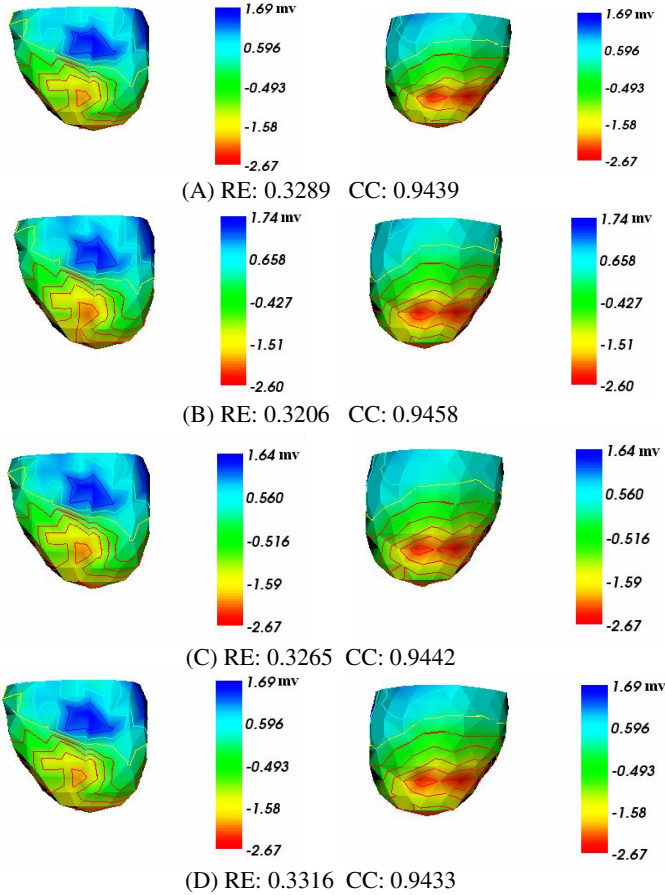 1.69 mv 1.69 mv
0.596 0.596
-0.493 -0.493
-1.58 -1.58
-2.67 -2.67
(A) RE: 0.3289 CC: 0.9439
1.74 mv 1.74 mv
0.658 0.658
-0.427 -0.427
-1.51 -1.51
-2.60 -2.60
(B) RE: 0.3206 CC: 0.9458
1.64 mv 1.64 mv
0.560 0.560
-0.516 -0.516
-1.59 -1.59
-2.67 -2.67
(C) RE: 0.3265 CC: 0.9442
1.69 mv 1.69 mv
0.596 0.596
-0.493 -0.493
-1.58 -1.58
-2.67 -2.67
(D) RE: 0.3316 CC: 0.9433